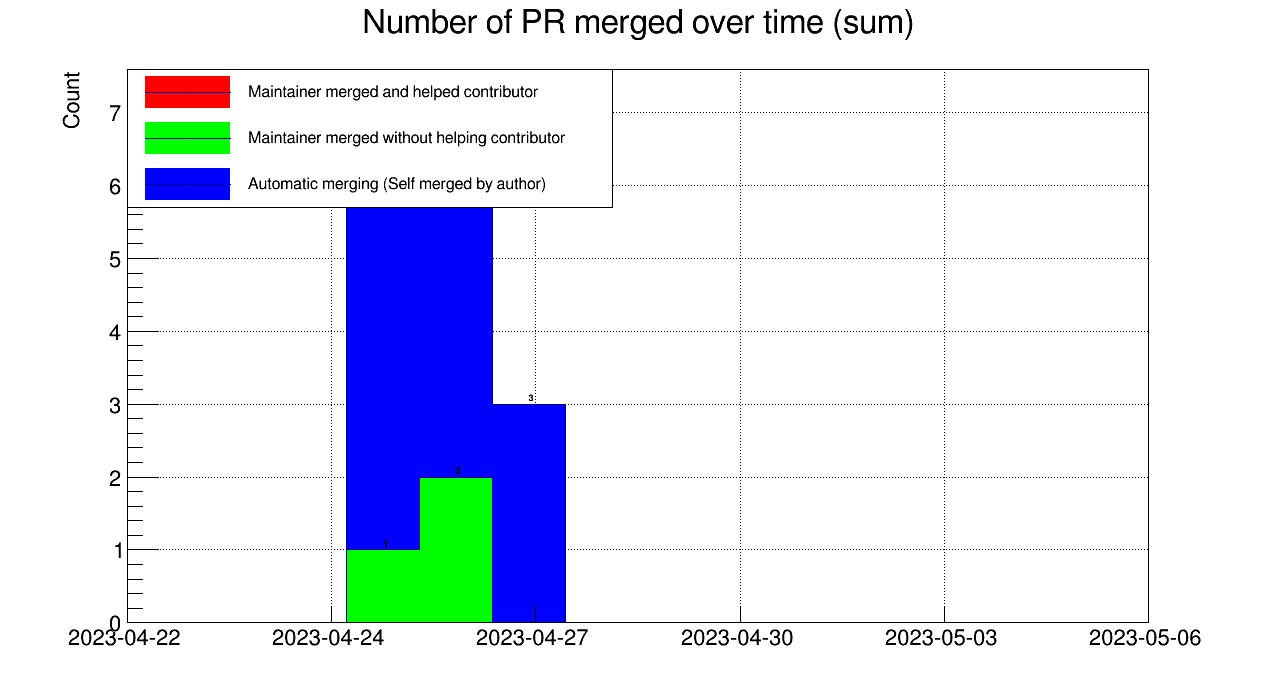 Number of PR merged over time (sum)
Count
Maintainer merged and helped contributor
Maintainer merged without helping contributor
Automatic merging (Self merged by author)
7
6
5
4
3
2
1
0
3
2
1
2023-04-22 2023-04-24 2023-04-27 2023-04-30 2023-05-03 2023-05-06